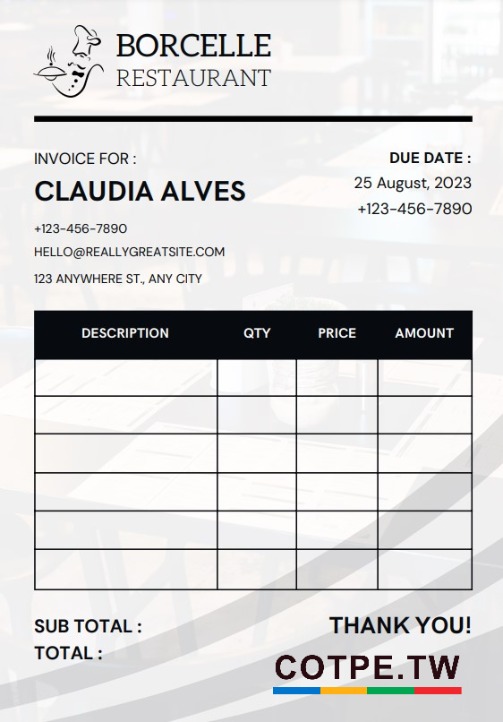 BORCELLE
RESTAURANT
INVOICE FOR :
CLAUDIA ALVES
+123-456-7890
HELLO@REALLYGREATSITE.COM
123 ANYWHERE ST., ANY CITY
DUE DATE :
25 August, 2023
+123-456-7890
DESCRIPTION QTY PRICE AMOUNT
SUB TOTAL :
TOTAL :
THANK YOU!
COTPE.TW